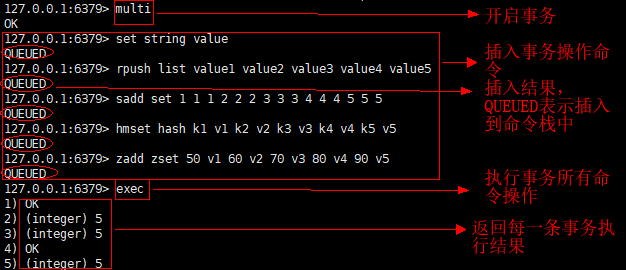 127.0.0.1:6379> multi
开启事务
OK
127.0.0.1:6379> set string value
QUEUED
插入事务操作命
令
127.0.0.1:6379> rpush list value1 value2 value3 value4 value5
QUEUED
插入结果，
QUEUED表示插入
到命令栈中
127.0.0.1:6379> sadd set 1 1 1 2 2 2 3 3 3 4 4 4 5 5 5
QUEUED
127.0.0.1:6379> hmset hash k1 v1 k2 v2 k3 v3 k4 v4 k5 v5
QUEUED
127.0.0.1:6379> zadd zset 50 v1 60 v2 70 v3 80 v4 90 v5
QUEUED
127.0.0.1:6379> exec
执行事务所有命
令操作
1) OK
2) (integer) 5
3) (integer) 5
4) OK
5) (integer) 5
返回每一条事务执
行结果